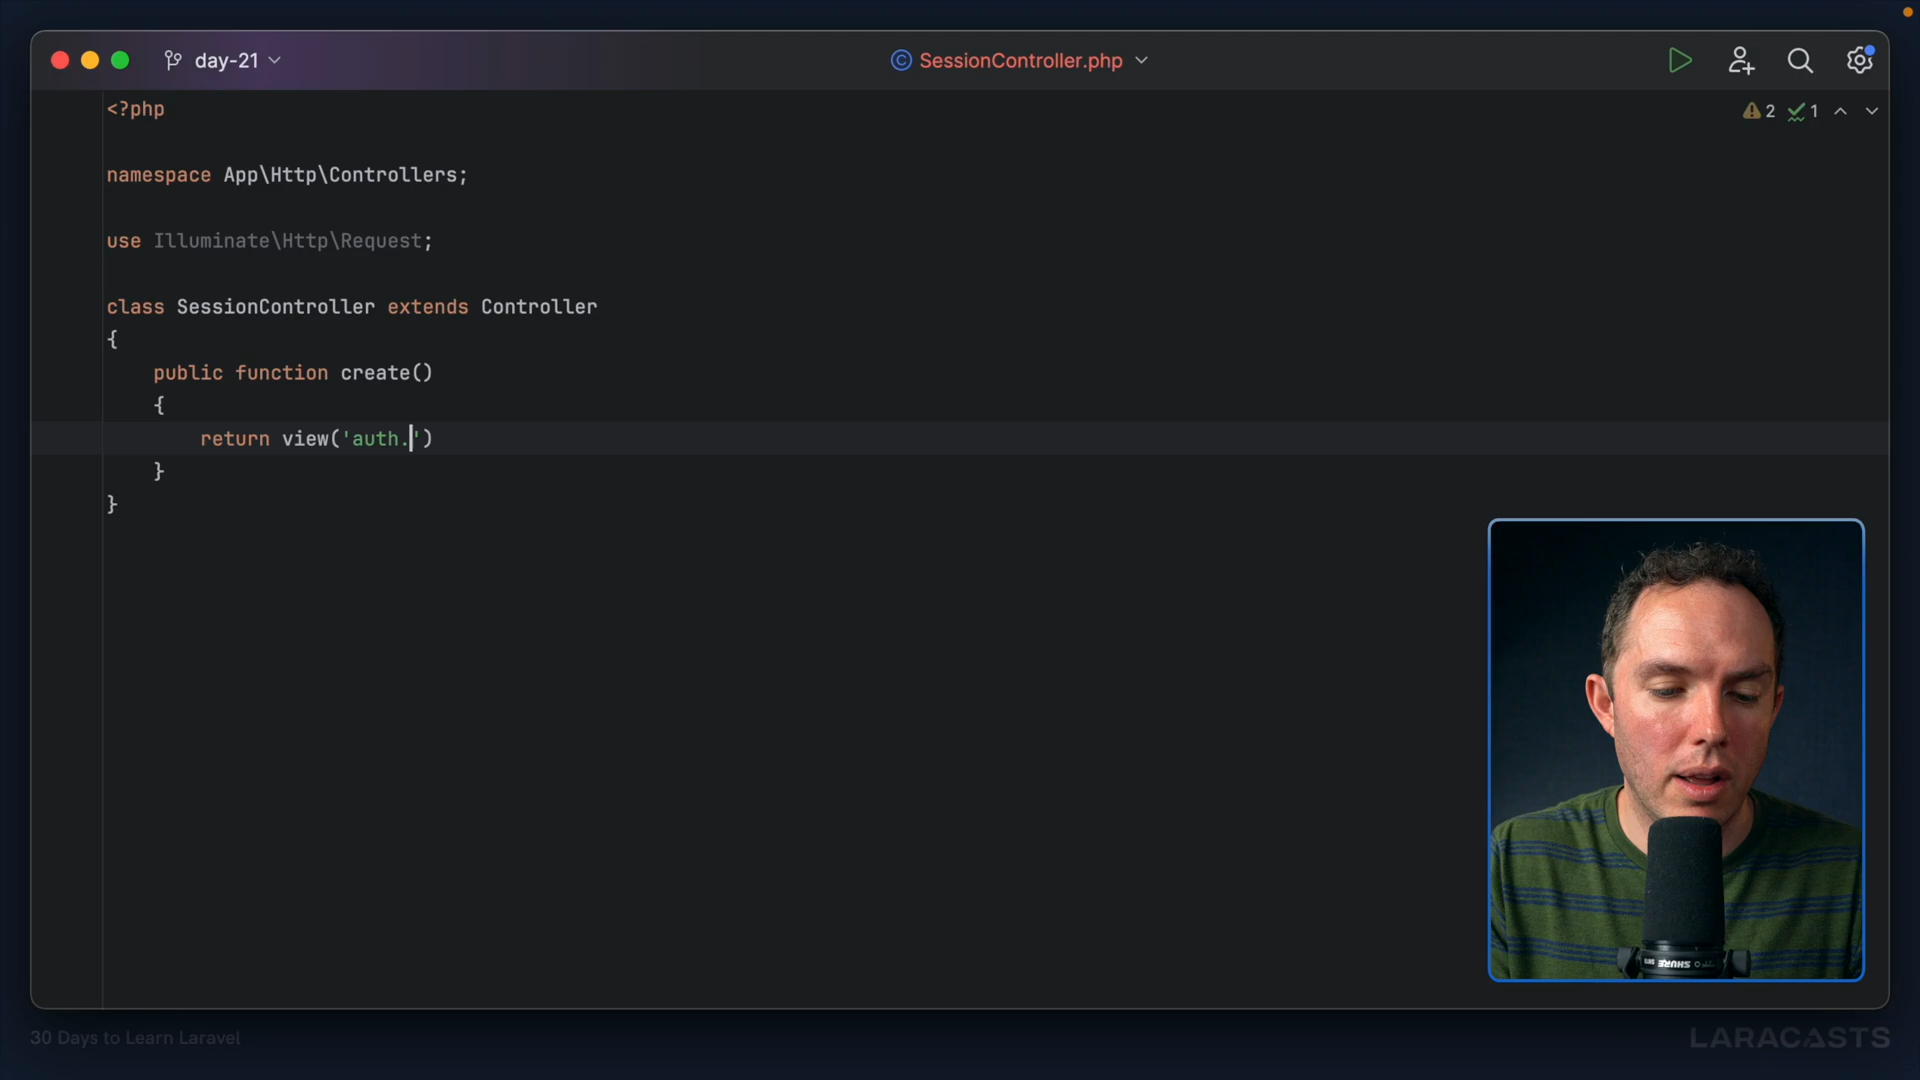 day-21
SessionController.php
2 1
<?php
namespace App\Http\Controllers;
use Illuminate\Http\Request;
class SessionController extends Controller
{
public function create()
{
return view('auth.')
}
}
SHURE
30 Days to Learn Laravel
LARACASTS